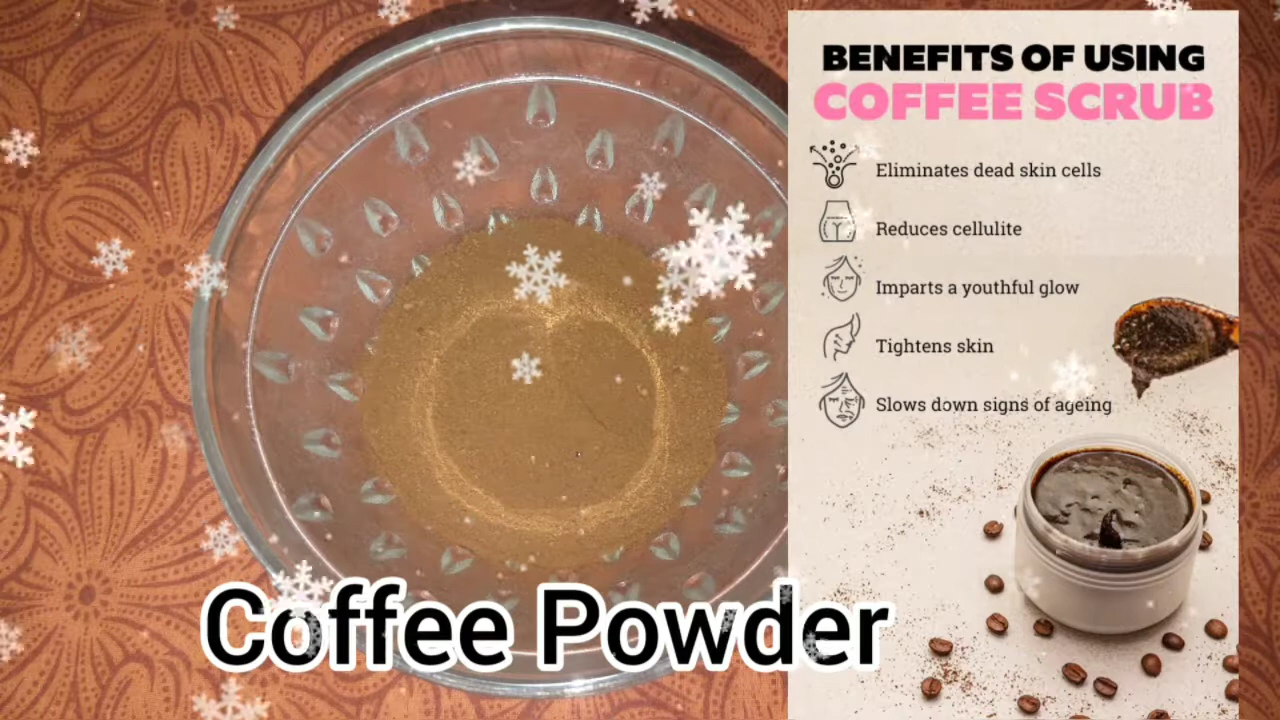 BENEFITS OF USING
COFFEE SCRUB
Eliminates dead skin cells
Reduces cellulite
Imparts a youthful glow
Tightens skin
Slows down signs of ageing
Coffee Powder